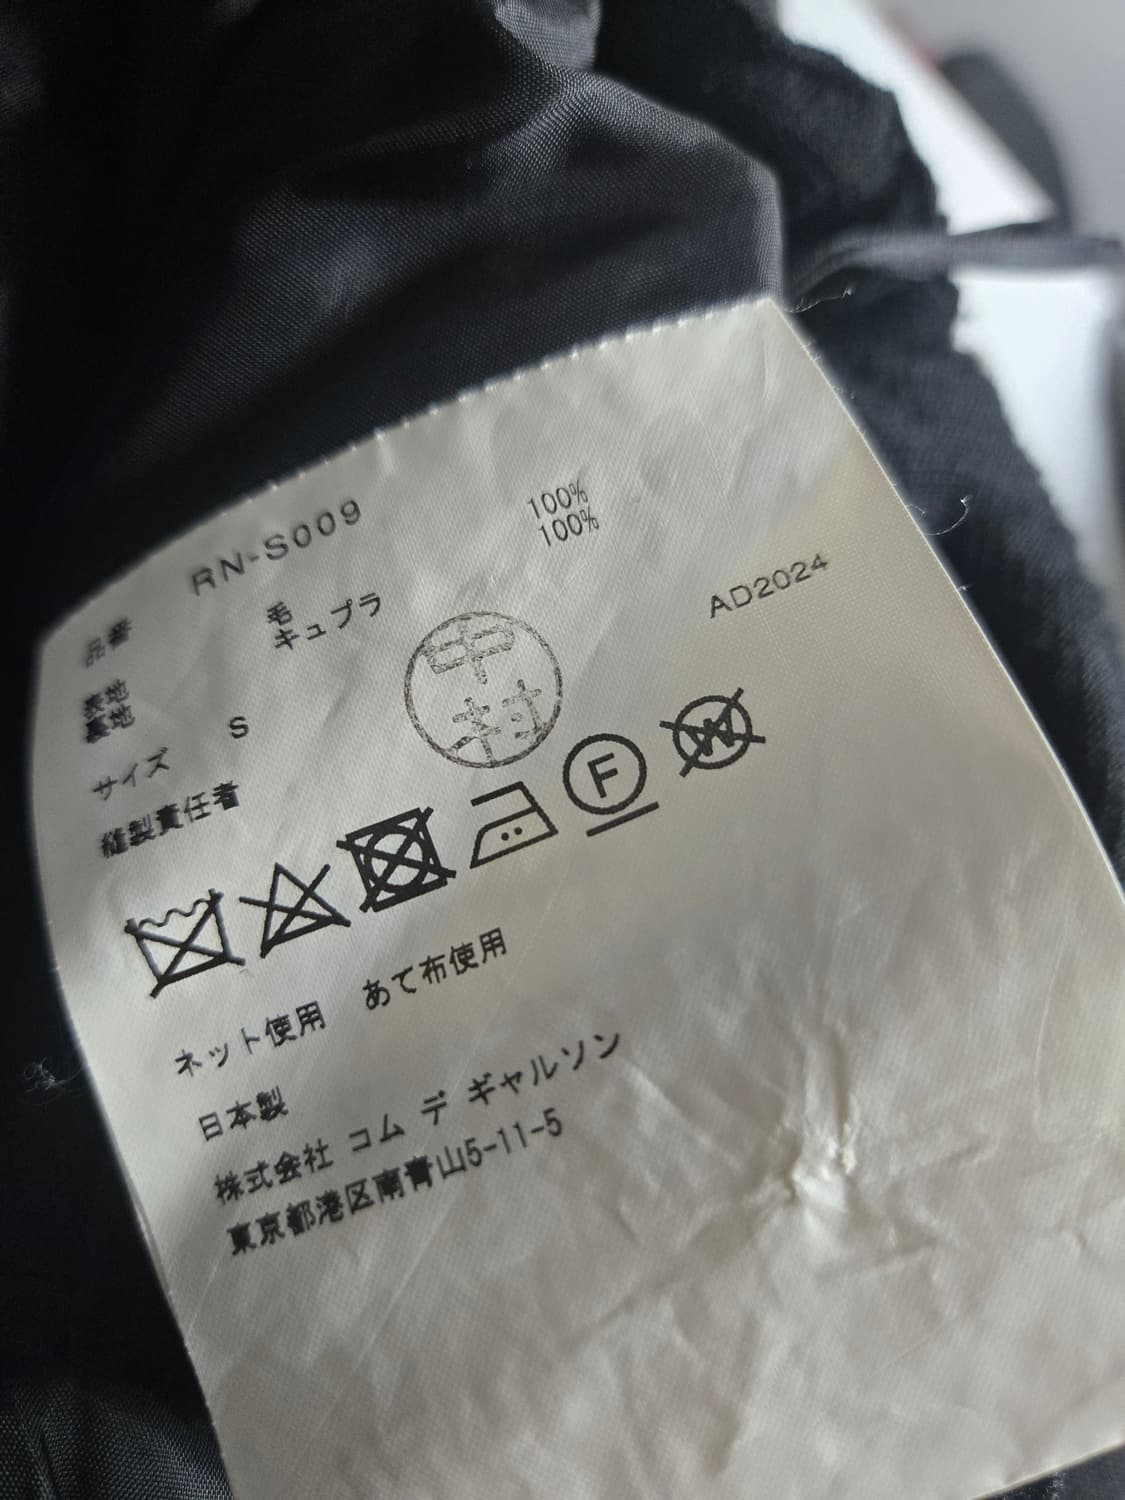 品番 RN-S009
表地 毛 100%
裏地 キュプラ 100%
サイズ S AD2024
縫製責任者 中村
F W
ネット使用 あて布使用
日本製
株式会社 コム デ ギャルソン
東京都港区南青山5-11-5